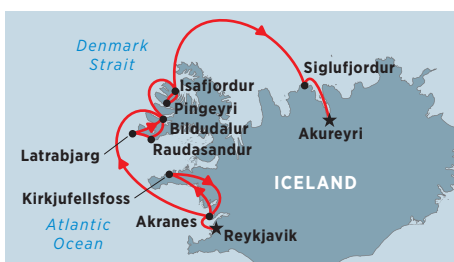 Denmark
Strait
Isafjordur
Siglufjordur
Pingeyri
Bildudalur
Akureyri
Latrabjarg
Raudasandur
Kirkjufellsfoss
ICELAND
Atlantic
Ocean
Akranes
Reykjavik